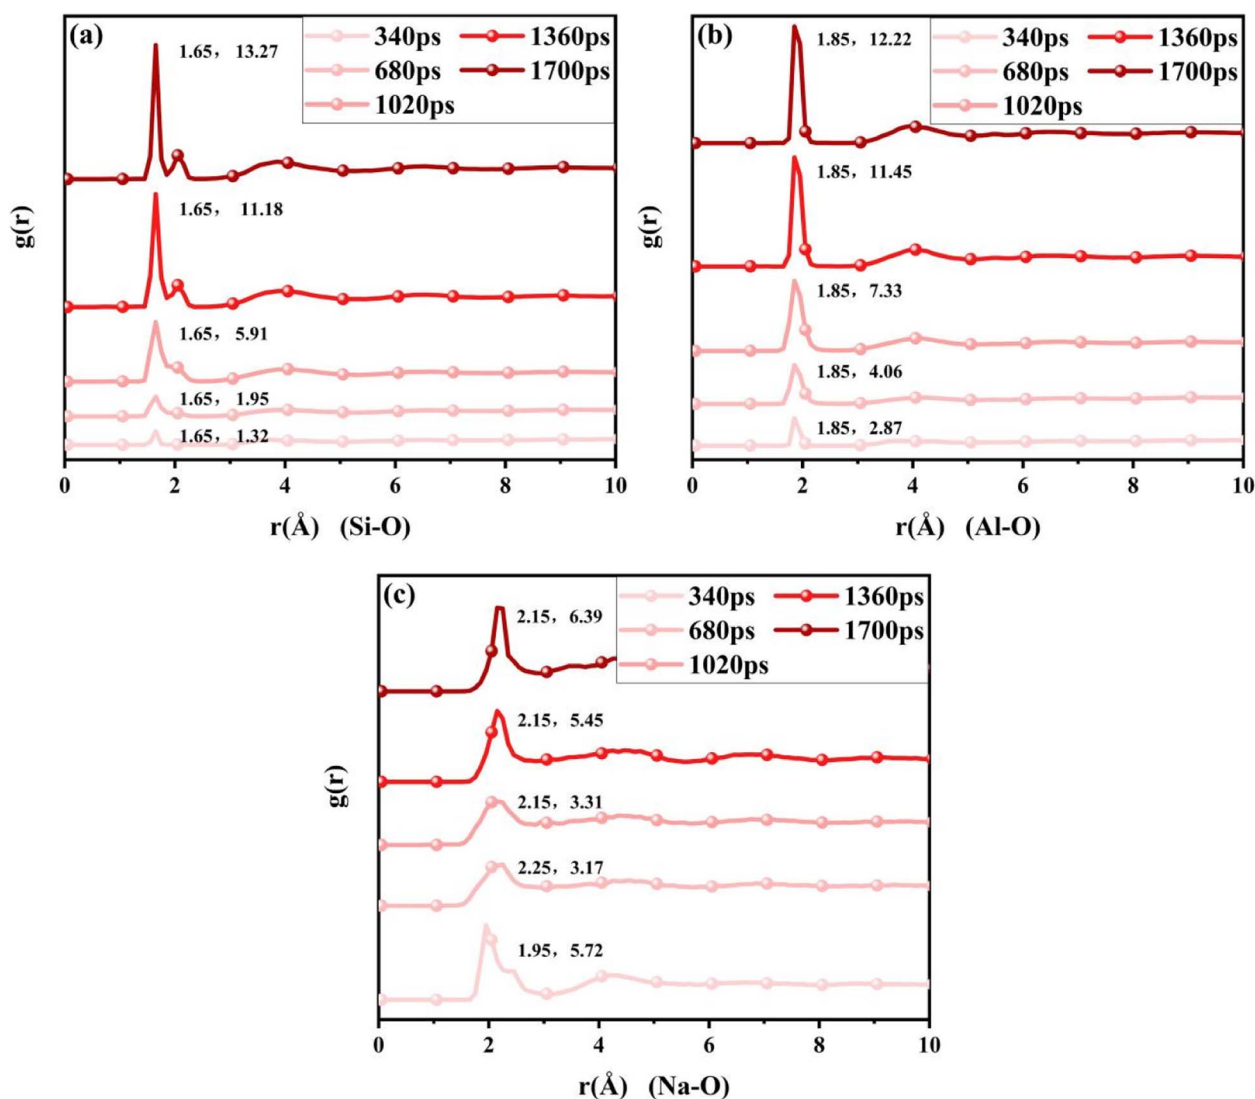 (a)
340ps 1360ps
680ps 1700ps
1020ps
1.65, 13.27
1.65, 11.18
1.65, 5.91
1.65, 1.95
1.65, 1.32
g(r)
0 2 4 6 8 10
r(Å) (Si-O)
(b)
340ps 1360ps
680ps 1700ps
1020ps
1.85, 12.22
1.85, 11.45
1.85, 7.33
1.85, 4.06
1.85, 2.87
g(r)
0 2 4 6 8 10
r(Å) (Al-O)
(c)
340ps 1360ps
680ps 1700ps
1020ps
2.15, 6.39
2.15, 5.45
2.15, 3.31
2.25, 3.17
1.95, 5.72
g(r)
0 2 4 6 8 10
r(Å) (Na-O)